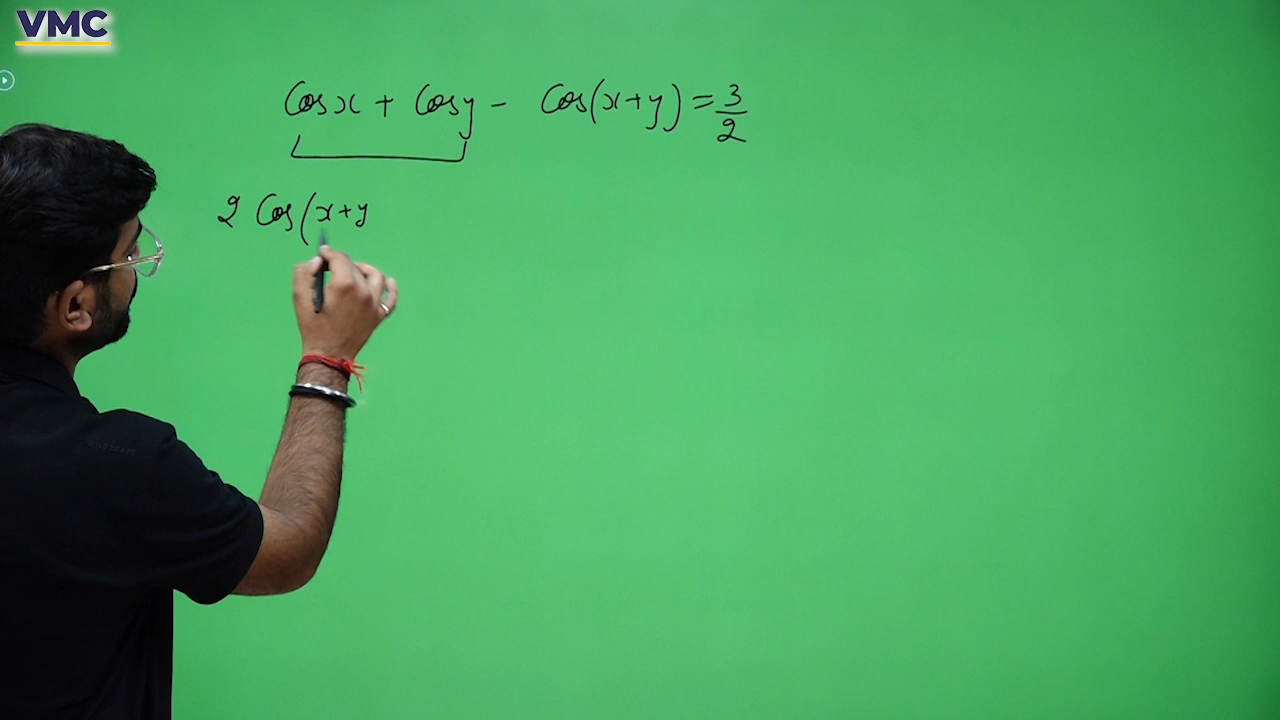 VMC
Cos x + Cos y - Cos(x+y) = 3/2
2 Cos(x+y